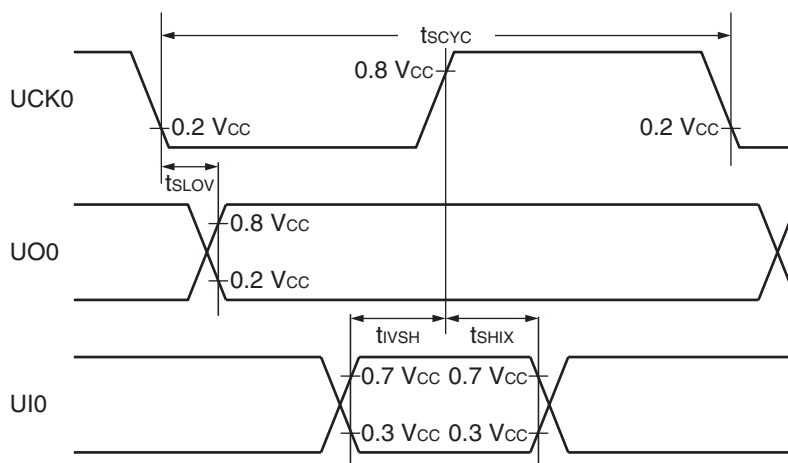 tSCYC
UCK0
0.8 VCC
0.2 VCC 0.2 VCC
tSLOV
UO0
0.8 VCC
0.2 VCC
tIVSH tSHIX
UI0
0.7 VCC 0.7 VCC
0.3 VCC 0.3 VCC